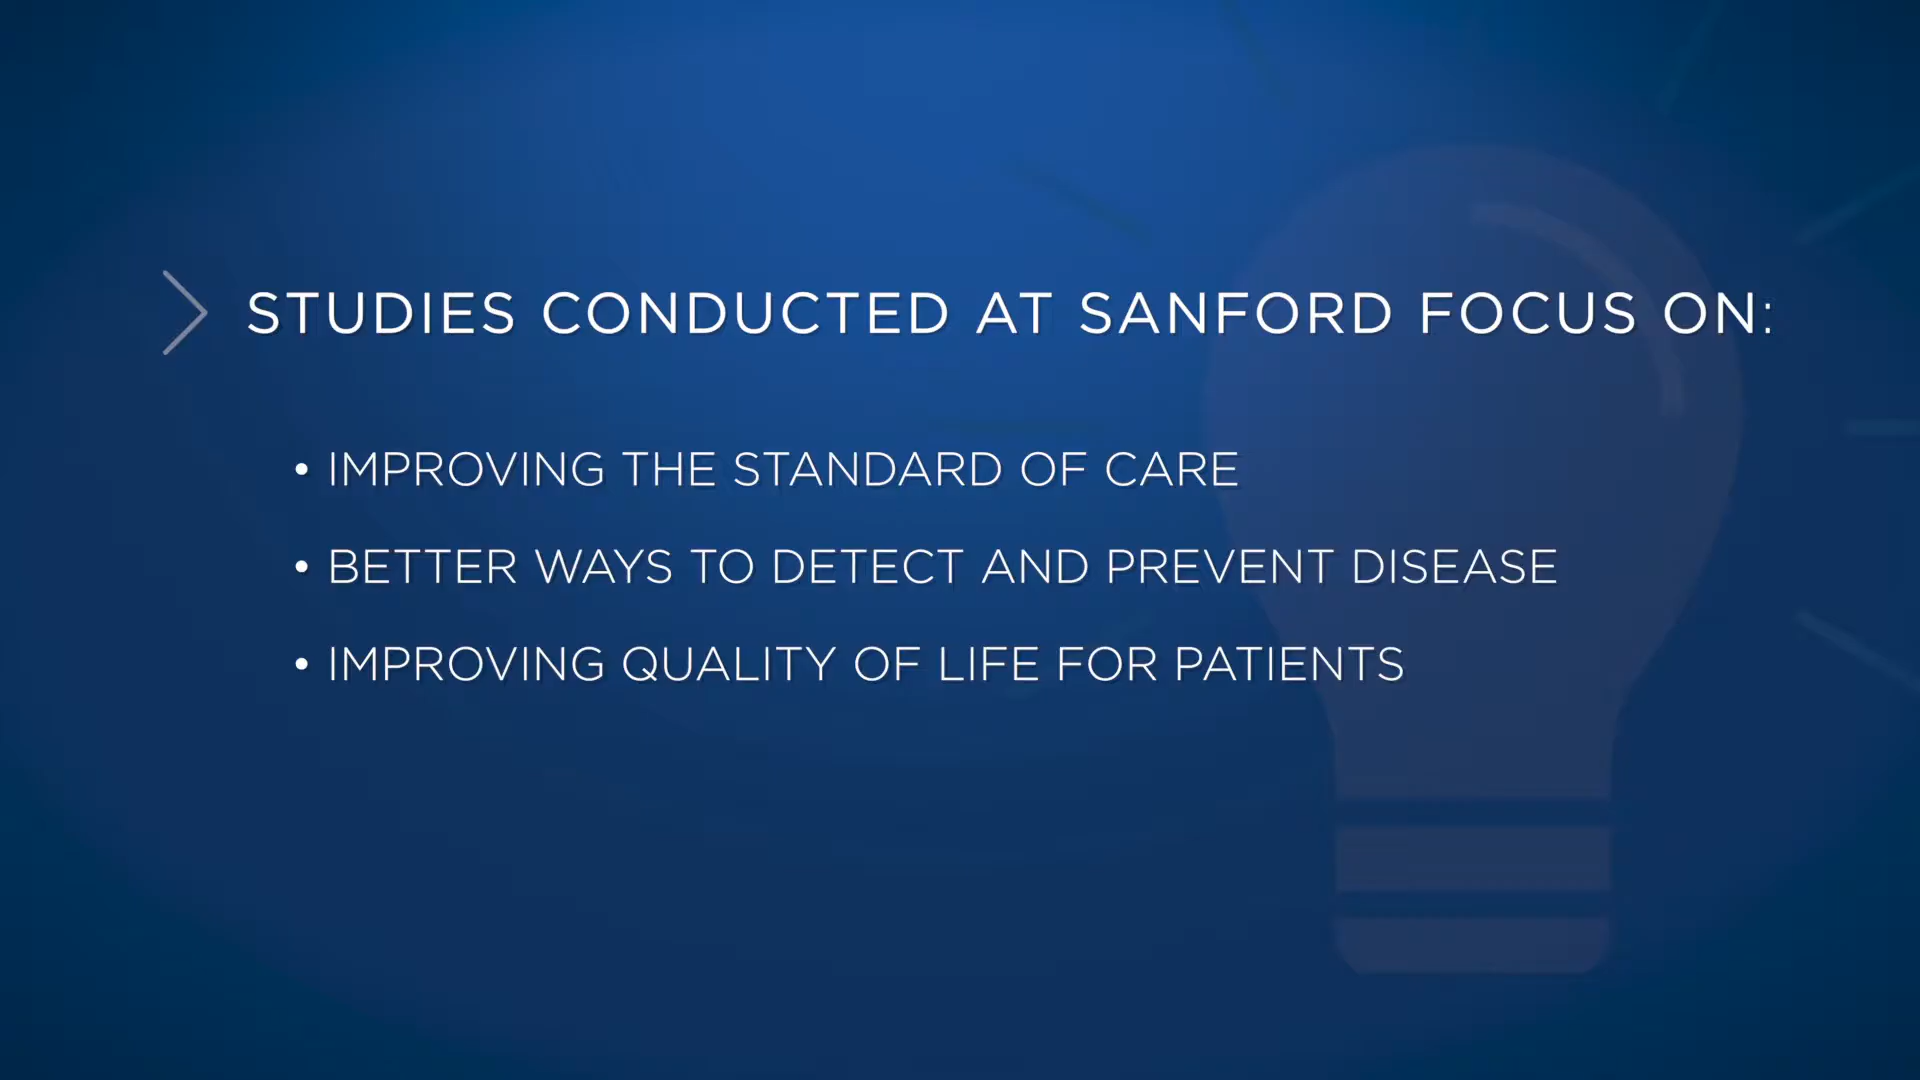 STUDIES CONDUCTED AT SANFORD FOCUS ON:
• IMPROVING THE STANDARD OF CARE
• BETTER WAYS TO DETECT AND PREVENT DISEASE
• IMPROVING QUALITY OF LIFE FOR PATIENTS